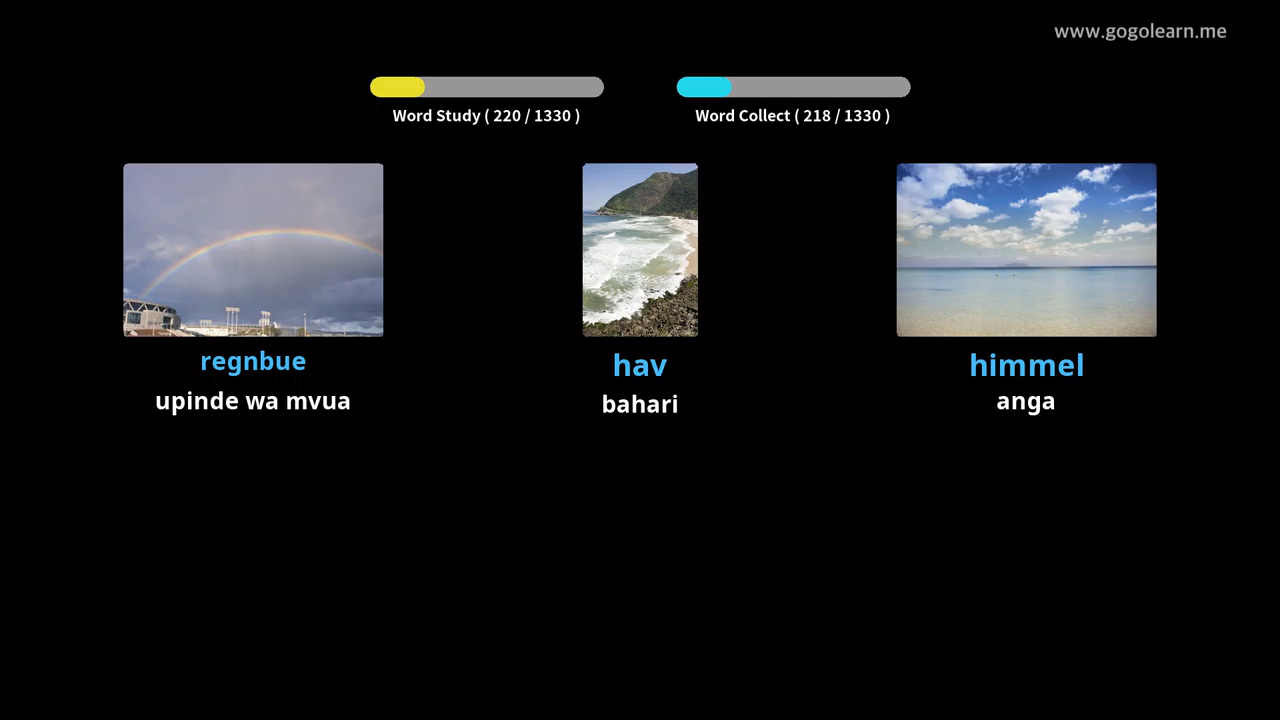 www.gogolearn.me
Word Study ( 220 / 1330 )
Word Collect ( 218 / 1330 )
regnbue
upinde wa mvua
hav
bahari
himmel
anga